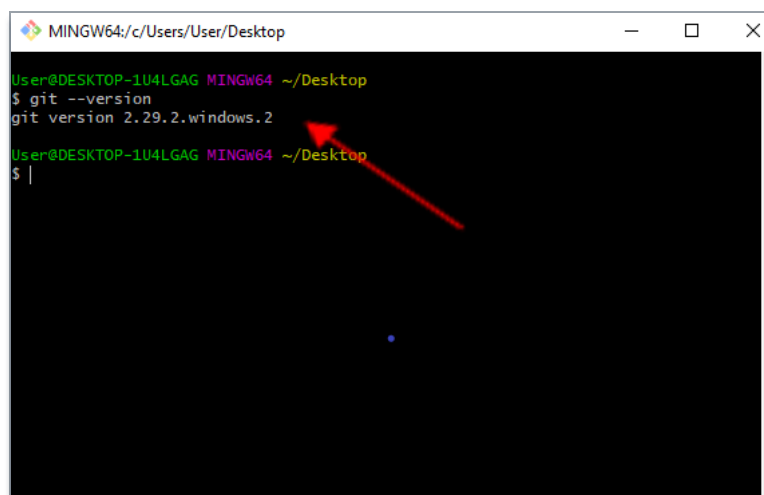 MINGW64:/c/Users/User/Desktop
User@DESKTOP-1U4LGAG MINGW64 ~/Desktop
$ git --version
git version 2.29.2.windows.2
User@DESKTOP-1U4LGAG MINGW64 ~/Desktop
$